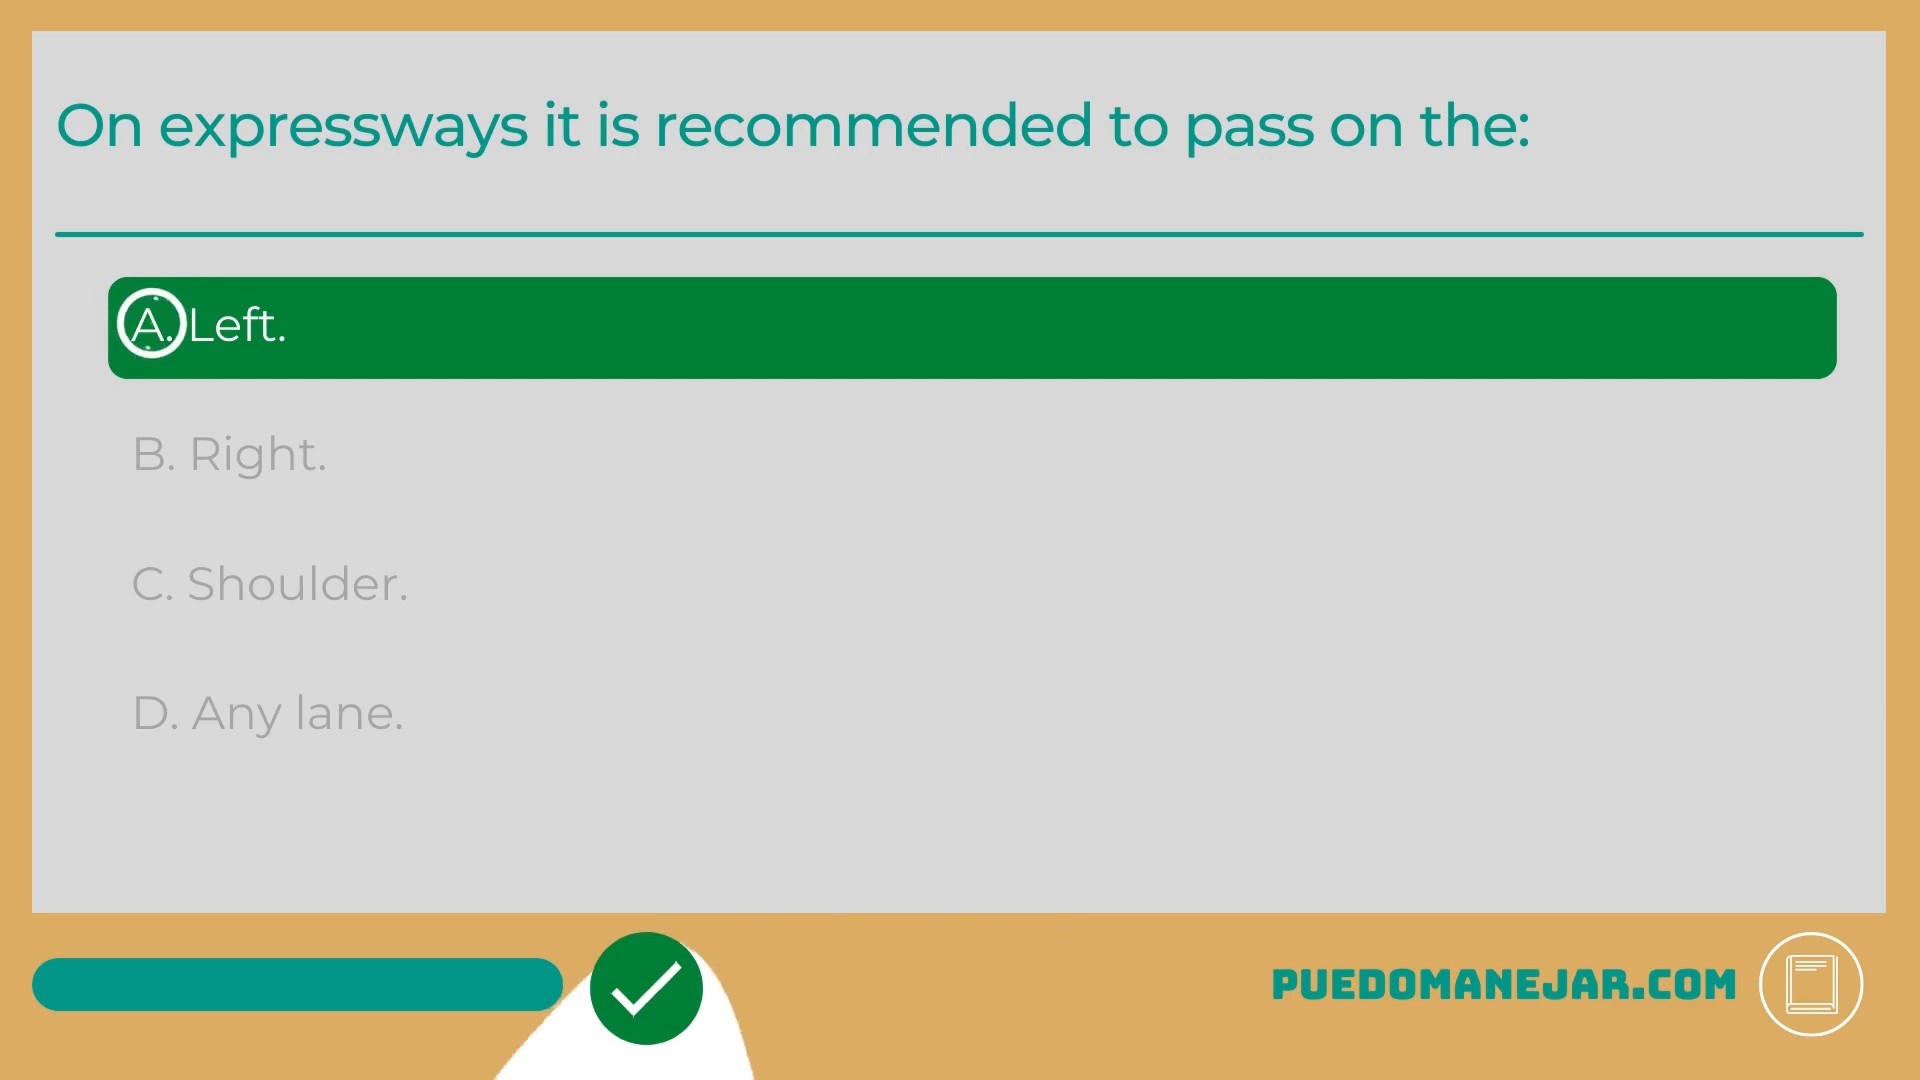 On expressways it is recommended to pass on the:
A. Left.
B. Right.
C. Shoulder.
D. Any lane.
PUEDOMANEJAR.COM